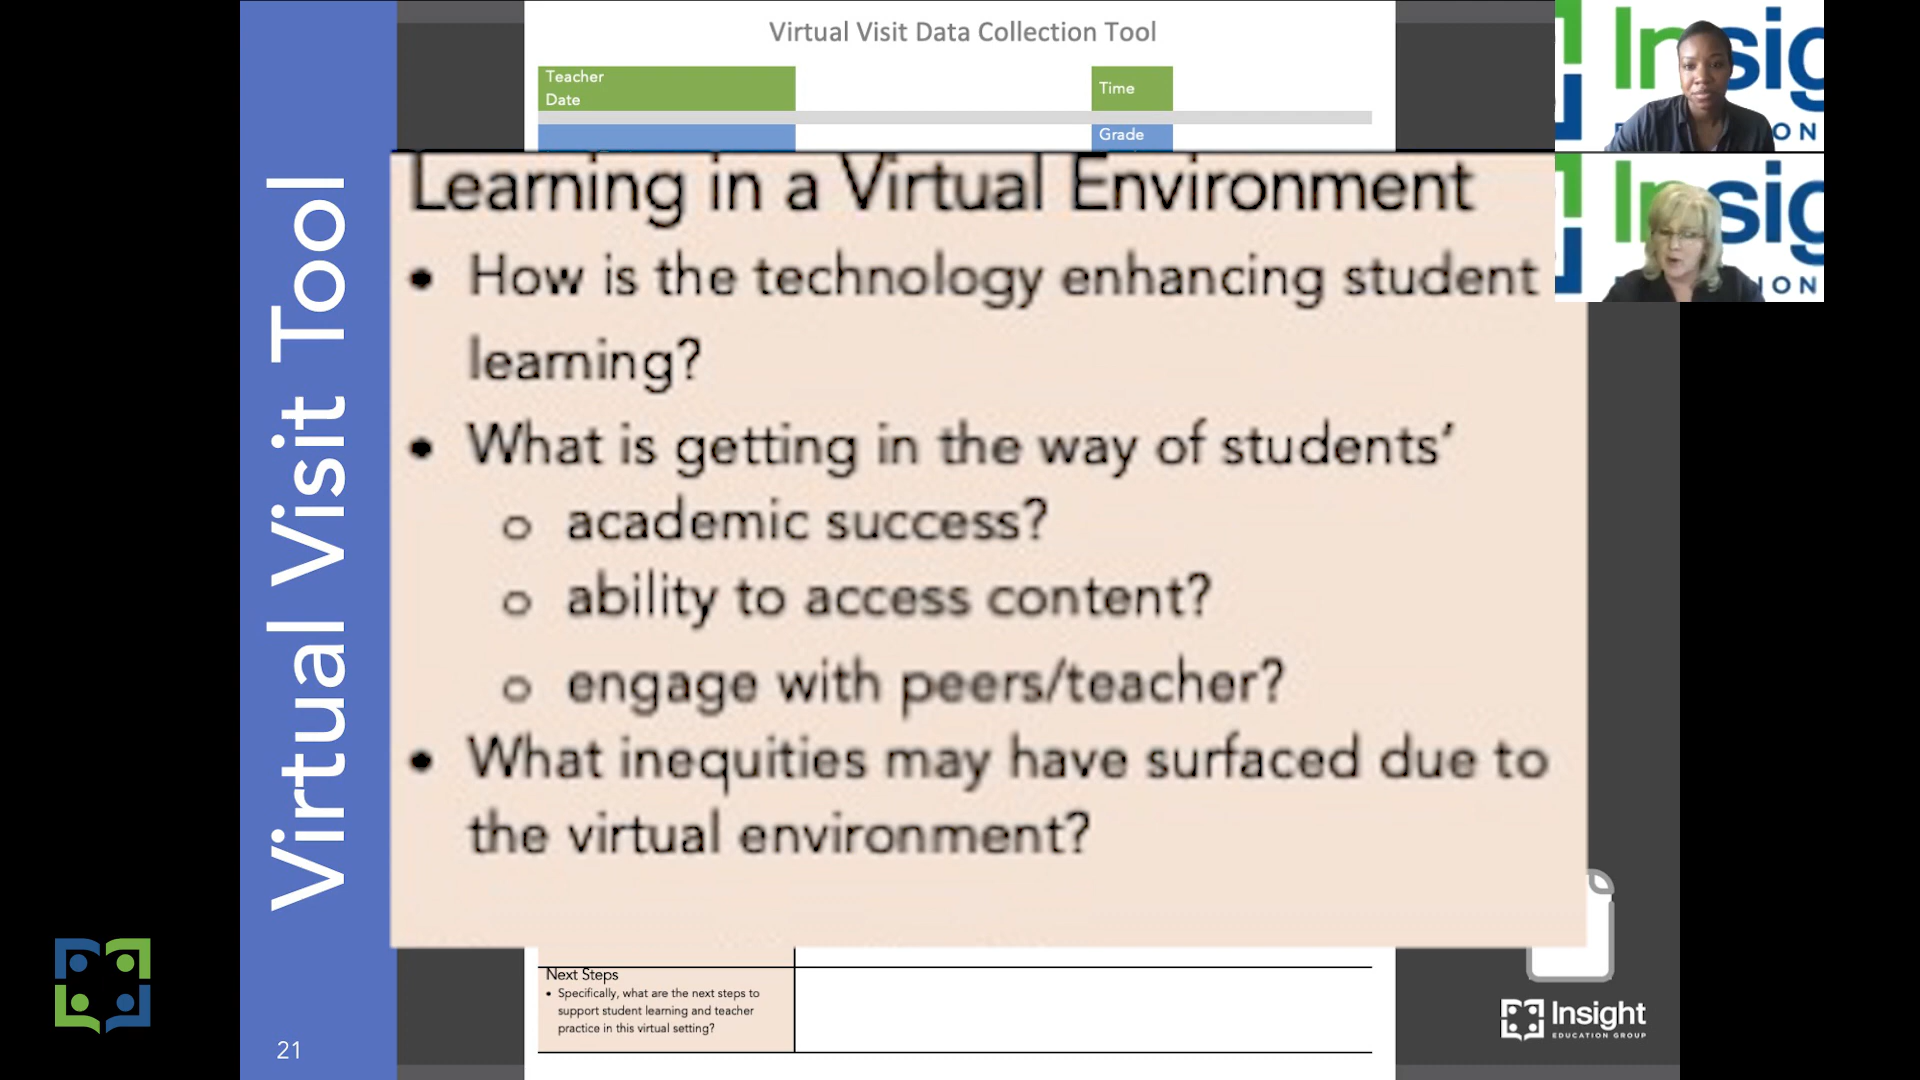 Virtual Visit Data Collection Tool
Teacher
Date
Time
Grade
Virtual Visit Tool
Learning in a Virtual Environment
• How is the technology enhancing student
learning?
• What is getting in the way of students’
o academic success?
o ability to access content?
o engage with peers/teacher?
• What inequities may have surfaced due to
the virtual environment?
Next Steps
• Specifically, what are the next steps to
support student learning and teacher
practice in this virtual setting?
21
Insight
EDUCATION GROUP